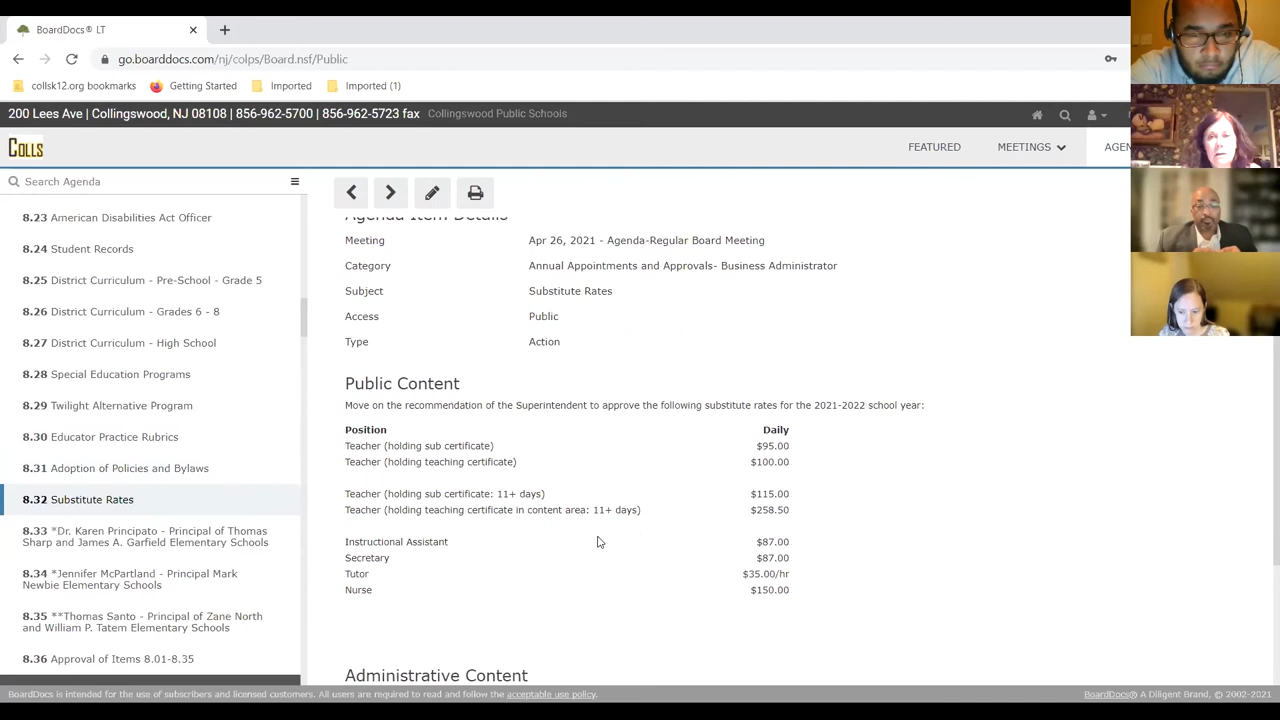 BoardDocs® LT
go.boarddocs.com/nj/colps/Board.nsf/Public
collsk12.org bookmarks Getting Started Imported Imported (1)
200 Lees Ave | Collingswood, NJ 08108 | 856-962-5700 | 856-962-5723 fax Collingswood Public Schools
COLLS FEATURED MEETINGS AGEN
Search Agenda
8.23 American Disabilities Act Officer
8.24 Student Records
8.25 District Curriculum - Pre-School - Grade 5
8.26 District Curriculum - Grades 6 - 8
8.27 District Curriculum - High School
8.28 Special Education Programs
8.29 Twilight Alternative Program
8.30 Educator Practice Rubrics
8.31 Adoption of Policies and Bylaws
8.32 Substitute Rates
8.33 *Dr. Karen Principato - Principal of Thomas
Sharp and James A. Garfield Elementary Schools
8.34 *Jennifer McPartland - Principal Mark
Newbie Elementary Schools
8.35 **Thomas Santo - Principal of Zane North
and William P. Tatem Elementary Schools
8.36 Approval of Items 8.01-8.35
Agenda Item Details
Meeting Apr 26, 2021 - Agenda-Regular Board Meeting
Category Annual Appointments and Approvals- Business Administrator
Subject Substitute Rates
Access Public
Type Action
Public Content
Move on the recommendation of the Superintendent to approve the following substitute rates for the 2021-2022 school year:
Position Daily
Teacher (holding sub certificate) $95.00
Teacher (holding teaching certificate) $100.00
Teacher (holding sub certificate: 11+ days) $115.00
Teacher (holding teaching certificate in content area: 11+ days) $258.50
Instructional Assistant $87.00
Secretary $87.00
Tutor $35.00/hr
Nurse $150.00
Administrative Content
BoardDocs is intended for the use of subscribers and licensed customers. All users are required to read and follow the acceptable use policy. BoardDocs® A Diligent Brand, © 2002-2021